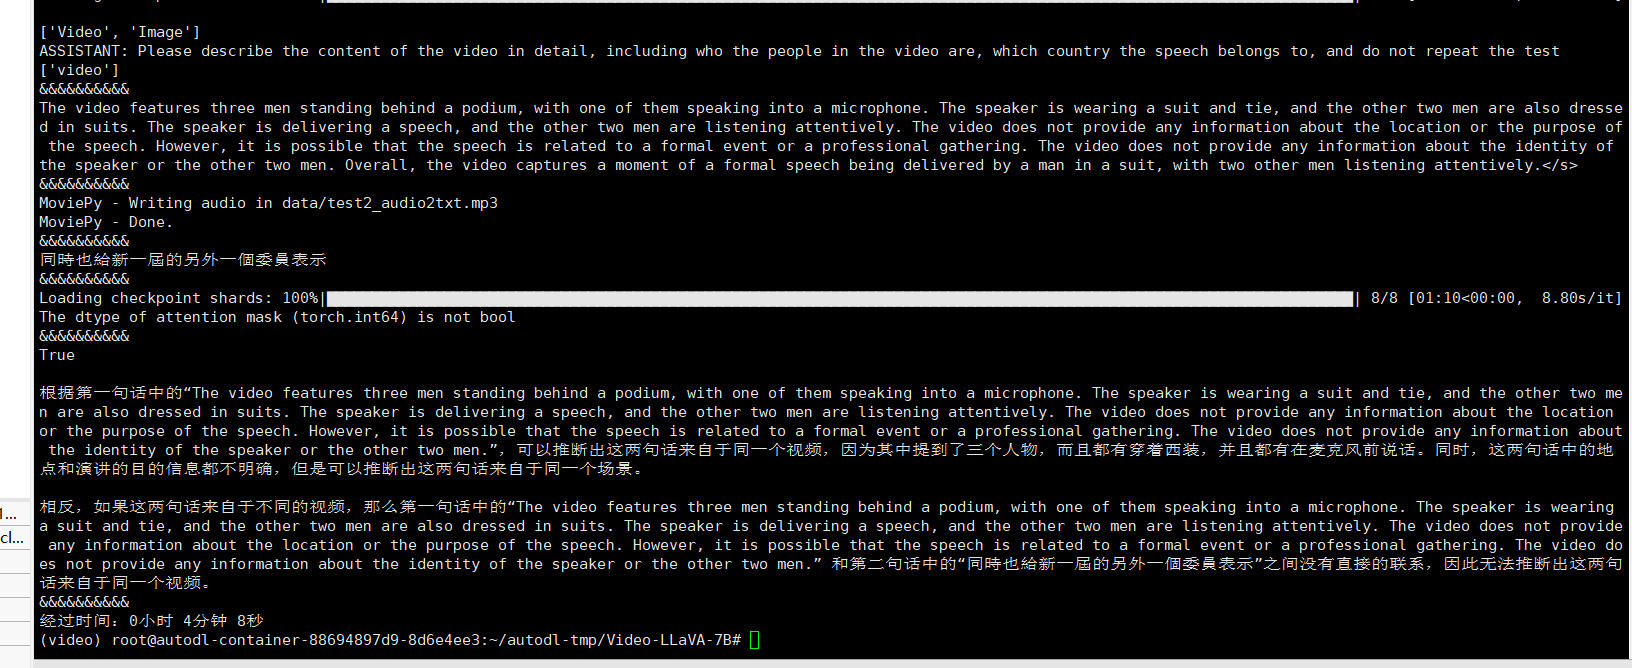 ['Video', 'Image']
ASSISTANT: Please describe the content of the video in detail, including who the people in the video are, which country the speech belongs to, and do not repeat the test
['video']
&&&&&&&&&&
The video features three men standing behind a podium, with one of them speaking into a microphone. The speaker is wearing a suit and tie, and the other two men are also dresse
d in suits. The speaker is delivering a speech, and the other two men are listening attentively. The video does not provide any information about the location or the purpose of
the speech. However, it is possible that the speech is related to a formal event or a professional gathering. The video does not provide any information about the identity of
the speaker or the other two men. Overall, the video captures a moment of a formal speech being delivered by a man in a suit, with two other men listening attentively.</s>
&&&&&&&&&&
MoviePy - Writing audio in data/test2_audio2txt.mp3
MoviePy - Done.
&&&&&&&&&&
同時也給新一屆的另外一個委員表示
&&&&&&&&&&
Loading checkpoint shards: 100%| | 8/8 [01:10<00:00, 8.80s/it]
The dtype of attention mask (torch.int64) is not bool
&&&&&&&&&&
True
根据第一句话中的“The video features three men standing behind a podium, with one of them speaking into a microphone. The speaker is wearing a suit and tie, and the other two me
n are also dressed in suits. The speaker is delivering a speech, and the other two men are listening attentively. The video does not provide any information about the location
or the purpose of the speech. However, it is possible that the speech is related to a formal event or a professional gathering. The video does not provide any information about
the identity of the speaker or the other two men.”，可以推断出这两句话来自于同一个视频，因为其中提到了三个人物，而且都有穿着西装，并且都有在麦克风前说话。同时，这两句话中的地
点和演讲的目的信息都不明确，但是可以推断出这两句话来自于同一个场景。
相反，如果这两句话来自于不同的视频，那么第一句话中的“The video features three men standing behind a podium, with one of them speaking into a microphone. The speaker is wearing
a suit and tie, and the other two men are also dressed in suits. The speaker is delivering a speech, and the other two men are listening attentively. The video does not provide
any information about the location or the purpose of the speech. However, it is possible that the speech is related to a formal event or a professional gathering. The video do
es not provide any information about the identity of the speaker or the other two men.” 和第二句话中的“同時也給新一屆的另外一個委員表示”之间没有直接的联系，因此无法推断出这两句
话来自于同一个视频。
&&&&&&&&&&
经过时间：0小时 4分钟 8秒
(video) root@autodl-container-88694897d9-8d6e4ee3:~/autodl-tmp/Video-LLaVA-7B#
1...
cl...